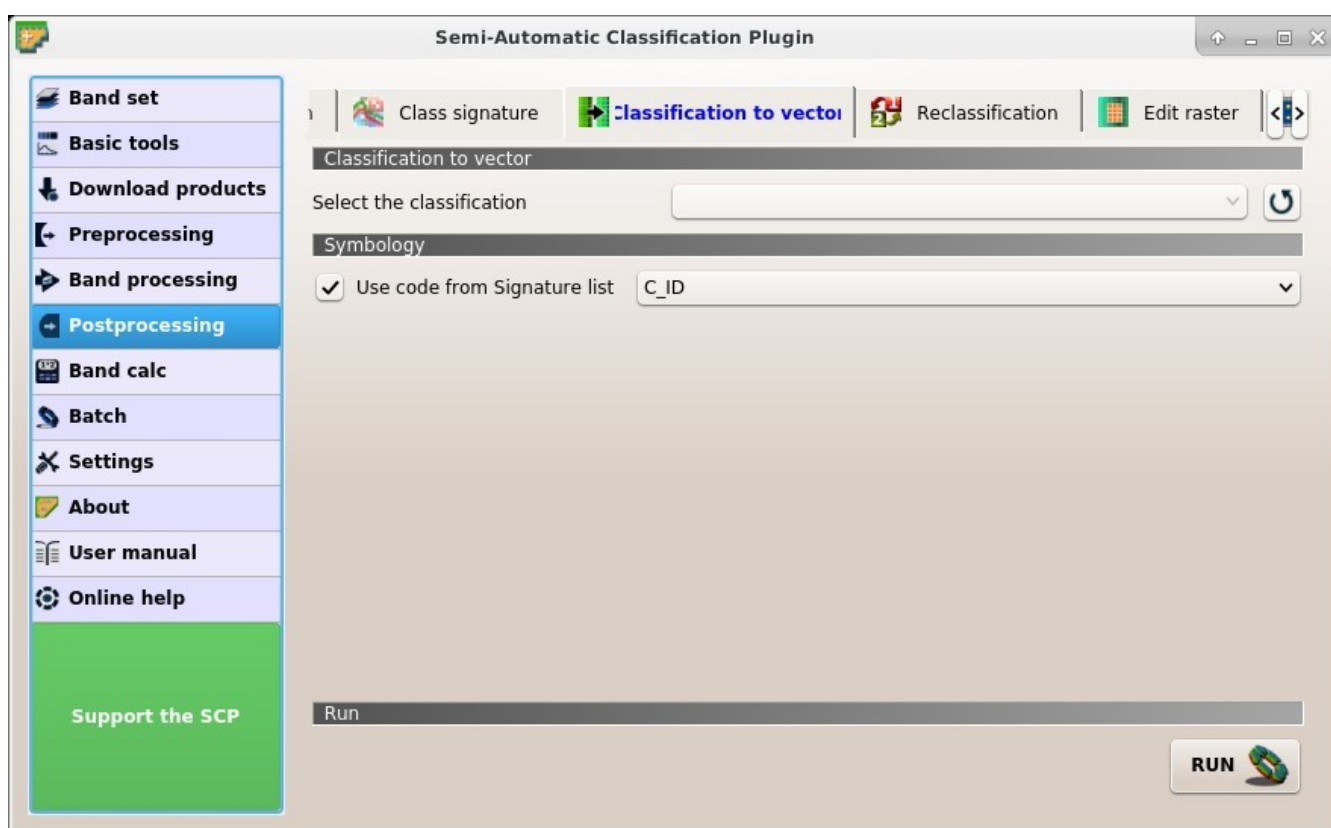 Semi-Automatic Classification Plugin
Band set
Basic tools
Download products
Preprocessing
Band processing
Postprocessing
Band calc
Batch
Settings
About
User manual
Online help
Support the SCP
Class signature
Classification to vector
Reclassification
Edit raster
Classification to vector
Select the classification
Symbology
Use code from Signature list C_ID
Run
RUN